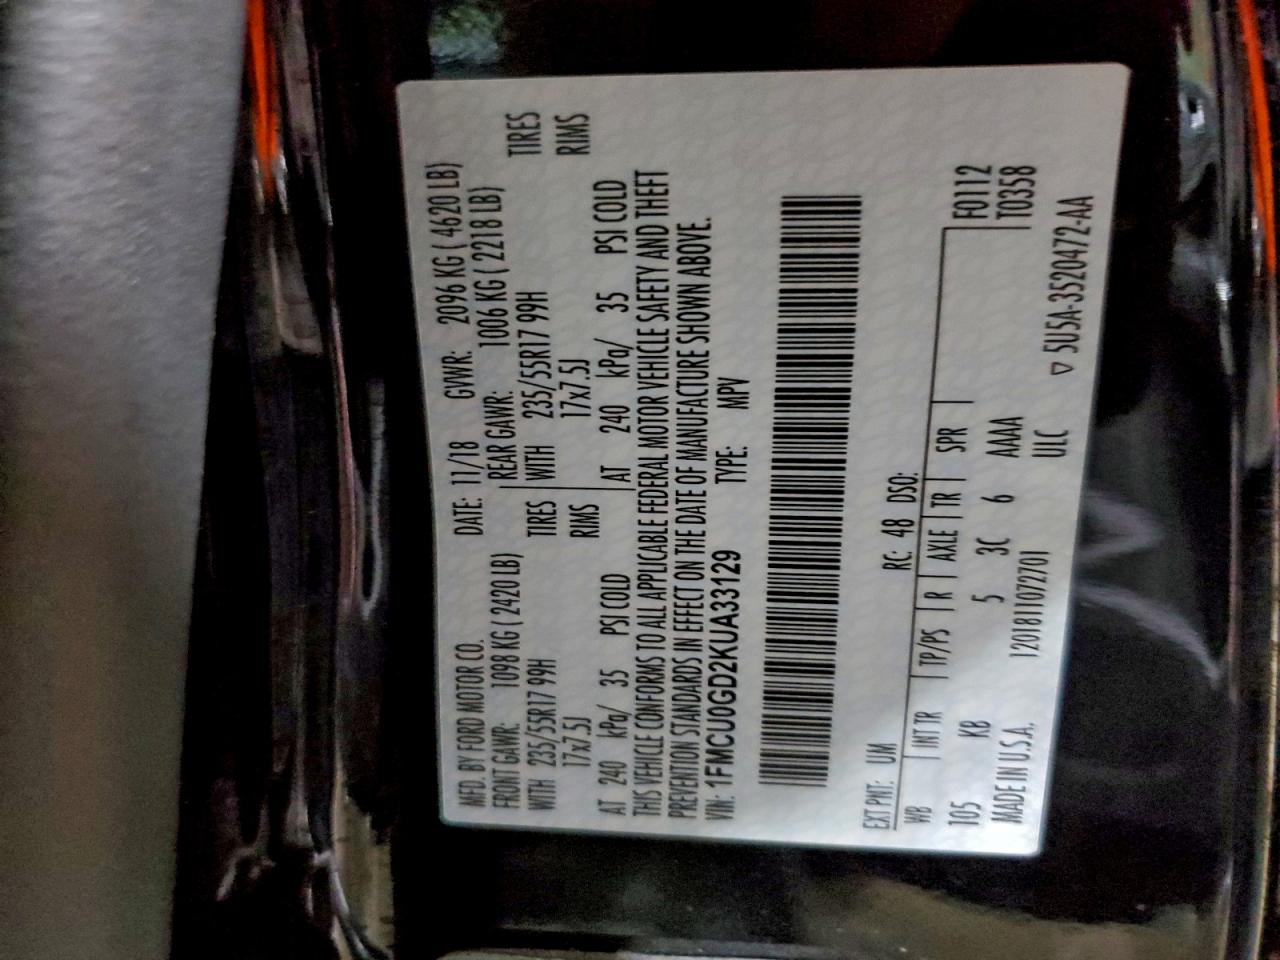 MFD. BY FORD MOTOR CO. DATE: 11/18 GVWR: 2096 KG ( 4620 LB)
FRONT GAWR: 1098 KG ( 2420 LB) REAR GAWR: 1006 KG ( 2218 LB)
WITH 235/55R17 99H TIRES WITH 235/55R17 99H TIRES
17x7.5J RIMS 17x7.5J RIMS
AT 240 kPa/ 35 PSI COLD AT 240 kPa/ 35 PSI COLD
THIS VEHICLE CONFORMS TO ALL APPLICABLE FEDERAL MOTOR VEHICLE SAFETY AND THEFT
PREVENTION STANDARDS IN EFFECT ON THE DATE OF MANUFACTURE SHOWN ABOVE.
VIN: 1FMCU0GD2KUA33129 TYPE: MPV
EXT PNT: UM RC: 48 DSO:
WB INT TR TP/PS R AXLE TR SPR F0112
105 KB 5 3C 6 AAAA T0358
MADE IN U.S.A. 120181107270I ULC
▽ 5U5A-3520472-AA